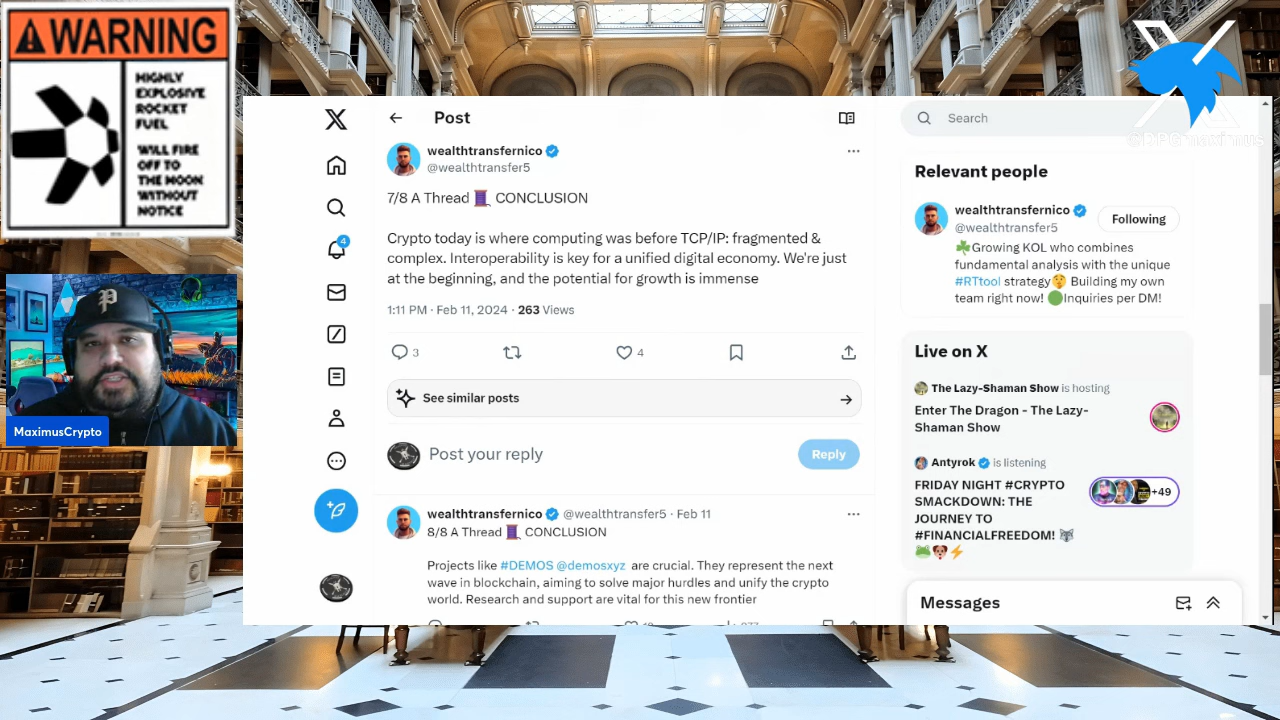 WARNING
HIGHLY
EXPLOSIVE
ROCKET
FUEL
WILL FIRE
OFF TO
THE MOON
WITHOUT
NOTICE
MaximusCrypto
P
X
4
Post
wealthtransfernico
@wealthtransfer5
7/8 A Thread 🧵 CONCLUSION
Crypto today is where computing was before TCP/IP: fragmented &
complex. Interoperability is key for a unified digital economy. We're just
at the beginning, and the potential for growth is immense
1:11 PM · Feb 11, 2024 · 263 Views
3
4
See similar posts
Post your reply
Reply
wealthtransfernico @wealthtransfer5 · Feb 11
8/8 A Thread 🧵 CONCLUSION
Projects like #DEMOS @demosxyz are crucial. They represent the next
wave in blockchain, aiming to solve major hurdles and unify the crypto
world. Research and support are vital for this new frontier
Search
Relevant people
wealthtransfernico
@wealthtransfer5
Following
☘️Growing KOL who combines
fundamental analysis with the unique
#RTtool strategy🤫 Building my own
team right now! 🟢Inquiries per DM!
Live on X
The Lazy-Shaman Show is hosting
Enter The Dragon - The Lazy-
Shaman Show
Antyrok is listening
FRIDAY NIGHT #CRYPTO
SMACKDOWN: THE
JOURNEY TO
#FINANCIALFREEDOM! 🐺
🐸🐶⚡
+49
Messages